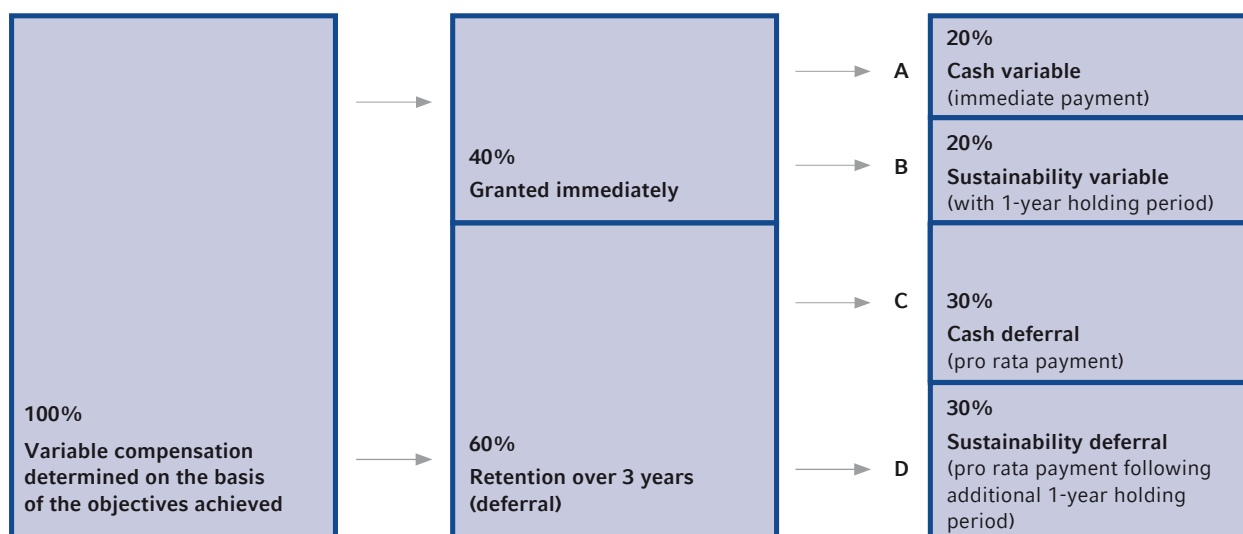 100%
Variable compensation
determined on the basis
of the objectives achieved
40%
Granted immediately
60%
Retention over 3 years
(deferral)
A
20%
Cash variable
(immediate payment)
B
20%
Sustainability variable
(with 1-year holding period)
C
30%
Cash deferral
(pro rata payment)
D
30%
Sustainability deferral
(pro rata payment following
additional 1-year holding
period)